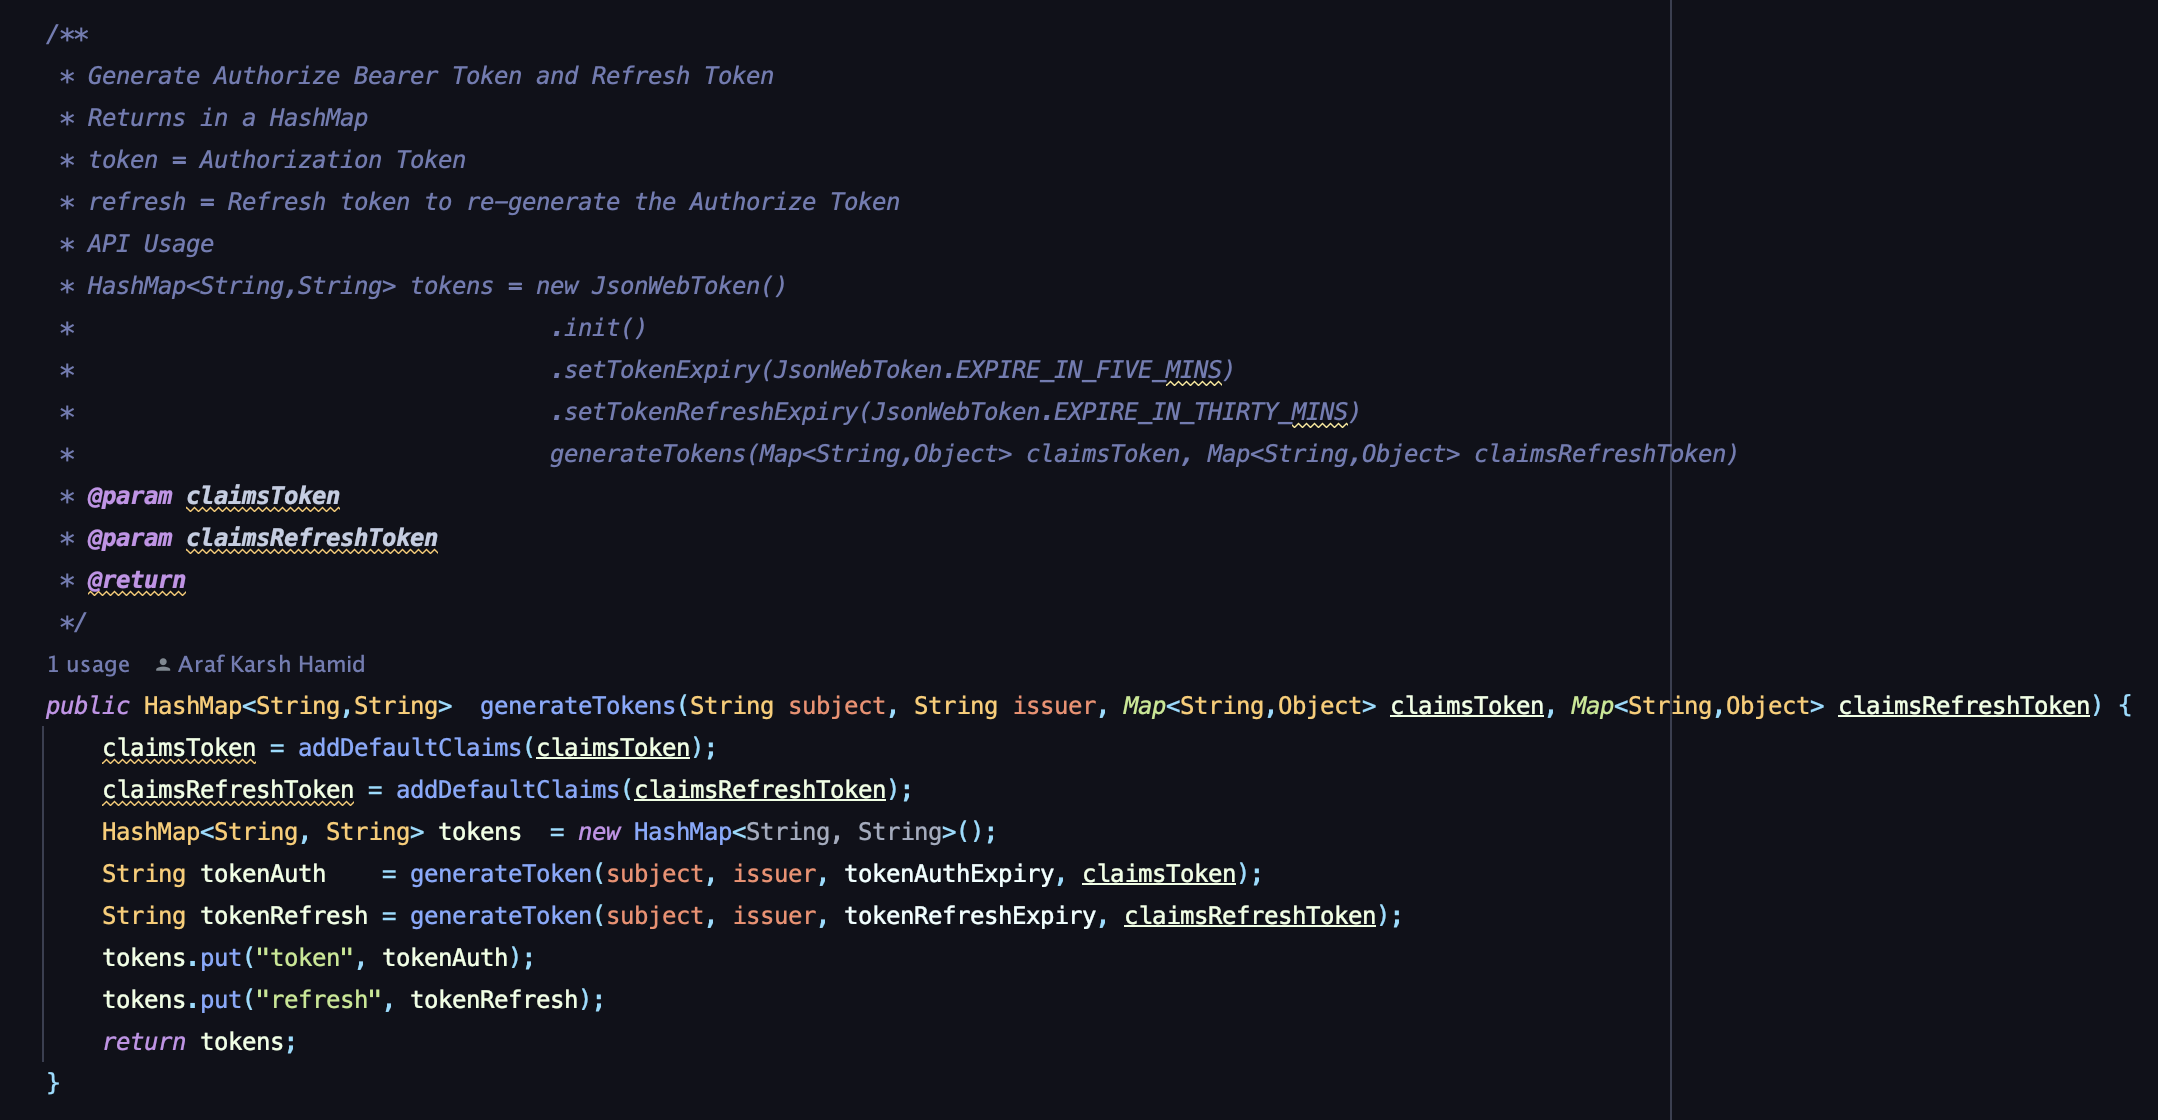 /**
 * Generate Authorize Bearer Token and Refresh Token
 * Returns in a HashMap
 * token = Authorization Token
 * refresh = Refresh token to re-generate the Authorize Token
 * API Usage
 * HashMap<String,String> tokens = new JsonWebToken()
 *                                  .init()
 *                                  .setTokenExpiry(JsonWebToken.EXPIRE_IN_FIVE_MINS)
 *                                  .setTokenRefreshExpiry(JsonWebToken.EXPIRE_IN_THIRTY_MINS)
 *                                  generateTokens(Map<String,Object> claimsToken, Map<String,Object> claimsRefreshToken)
 * @param claimsToken
 * @param claimsRefreshToken
 * @return
 */
1 usage Araf Karsh Hamid
public HashMap<String,String>  generateTokens(String subject, String issuer, Map<String,Object> claimsToken, Map<String,Object> claimsRefreshToken) {
    claimsToken = addDefaultClaims(claimsToken);
    claimsRefreshToken = addDefaultClaims(claimsRefreshToken);
    HashMap<String, String> tokens  = new HashMap<String, String>();
    String tokenAuth    = generateToken(subject, issuer, tokenAuthExpiry, claimsToken);
    String tokenRefresh = generateToken(subject, issuer, tokenRefreshExpiry, claimsRefreshToken);
    tokens.put("token", tokenAuth);
    tokens.put("refresh", tokenRefresh);
    return tokens;
}